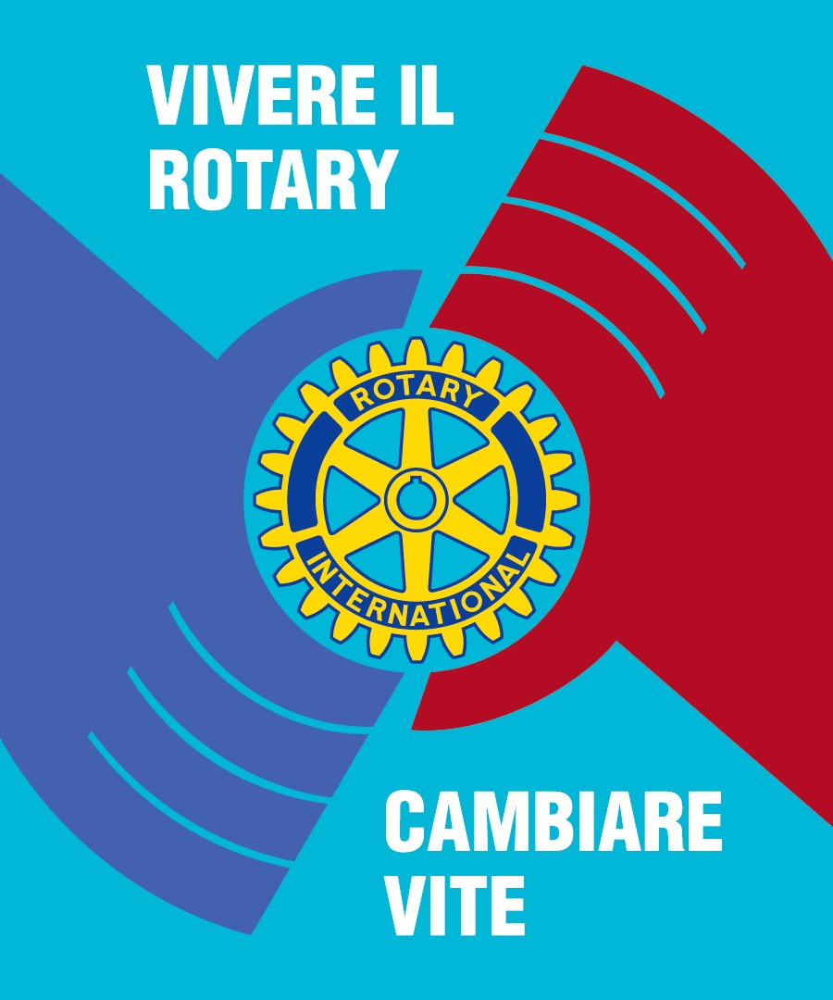 VIVERE IL
ROTARY
ROTARY
INTERNATIONAL
CAMBIARE
VITE